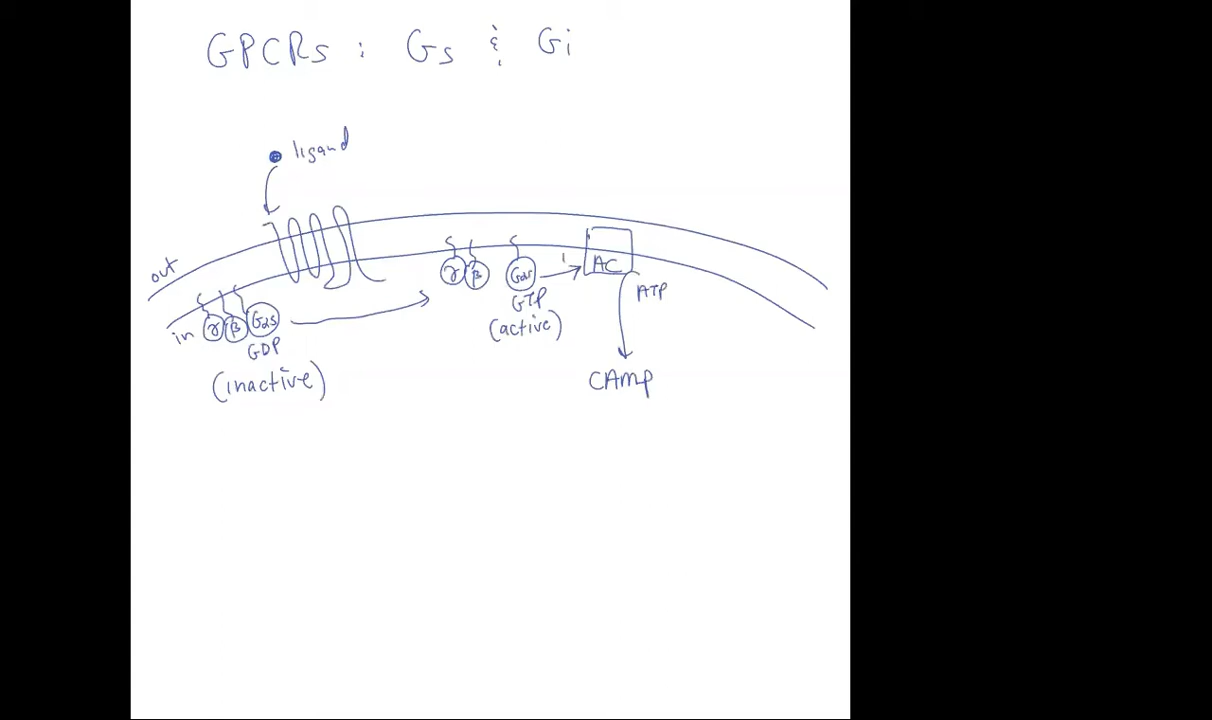 GPCRs : Gs & Gi
ligand
out
in
γ β Gαs
GDP
(inactive)
γ β Gαs
GTP
(active)
AC
ATP
CAMP